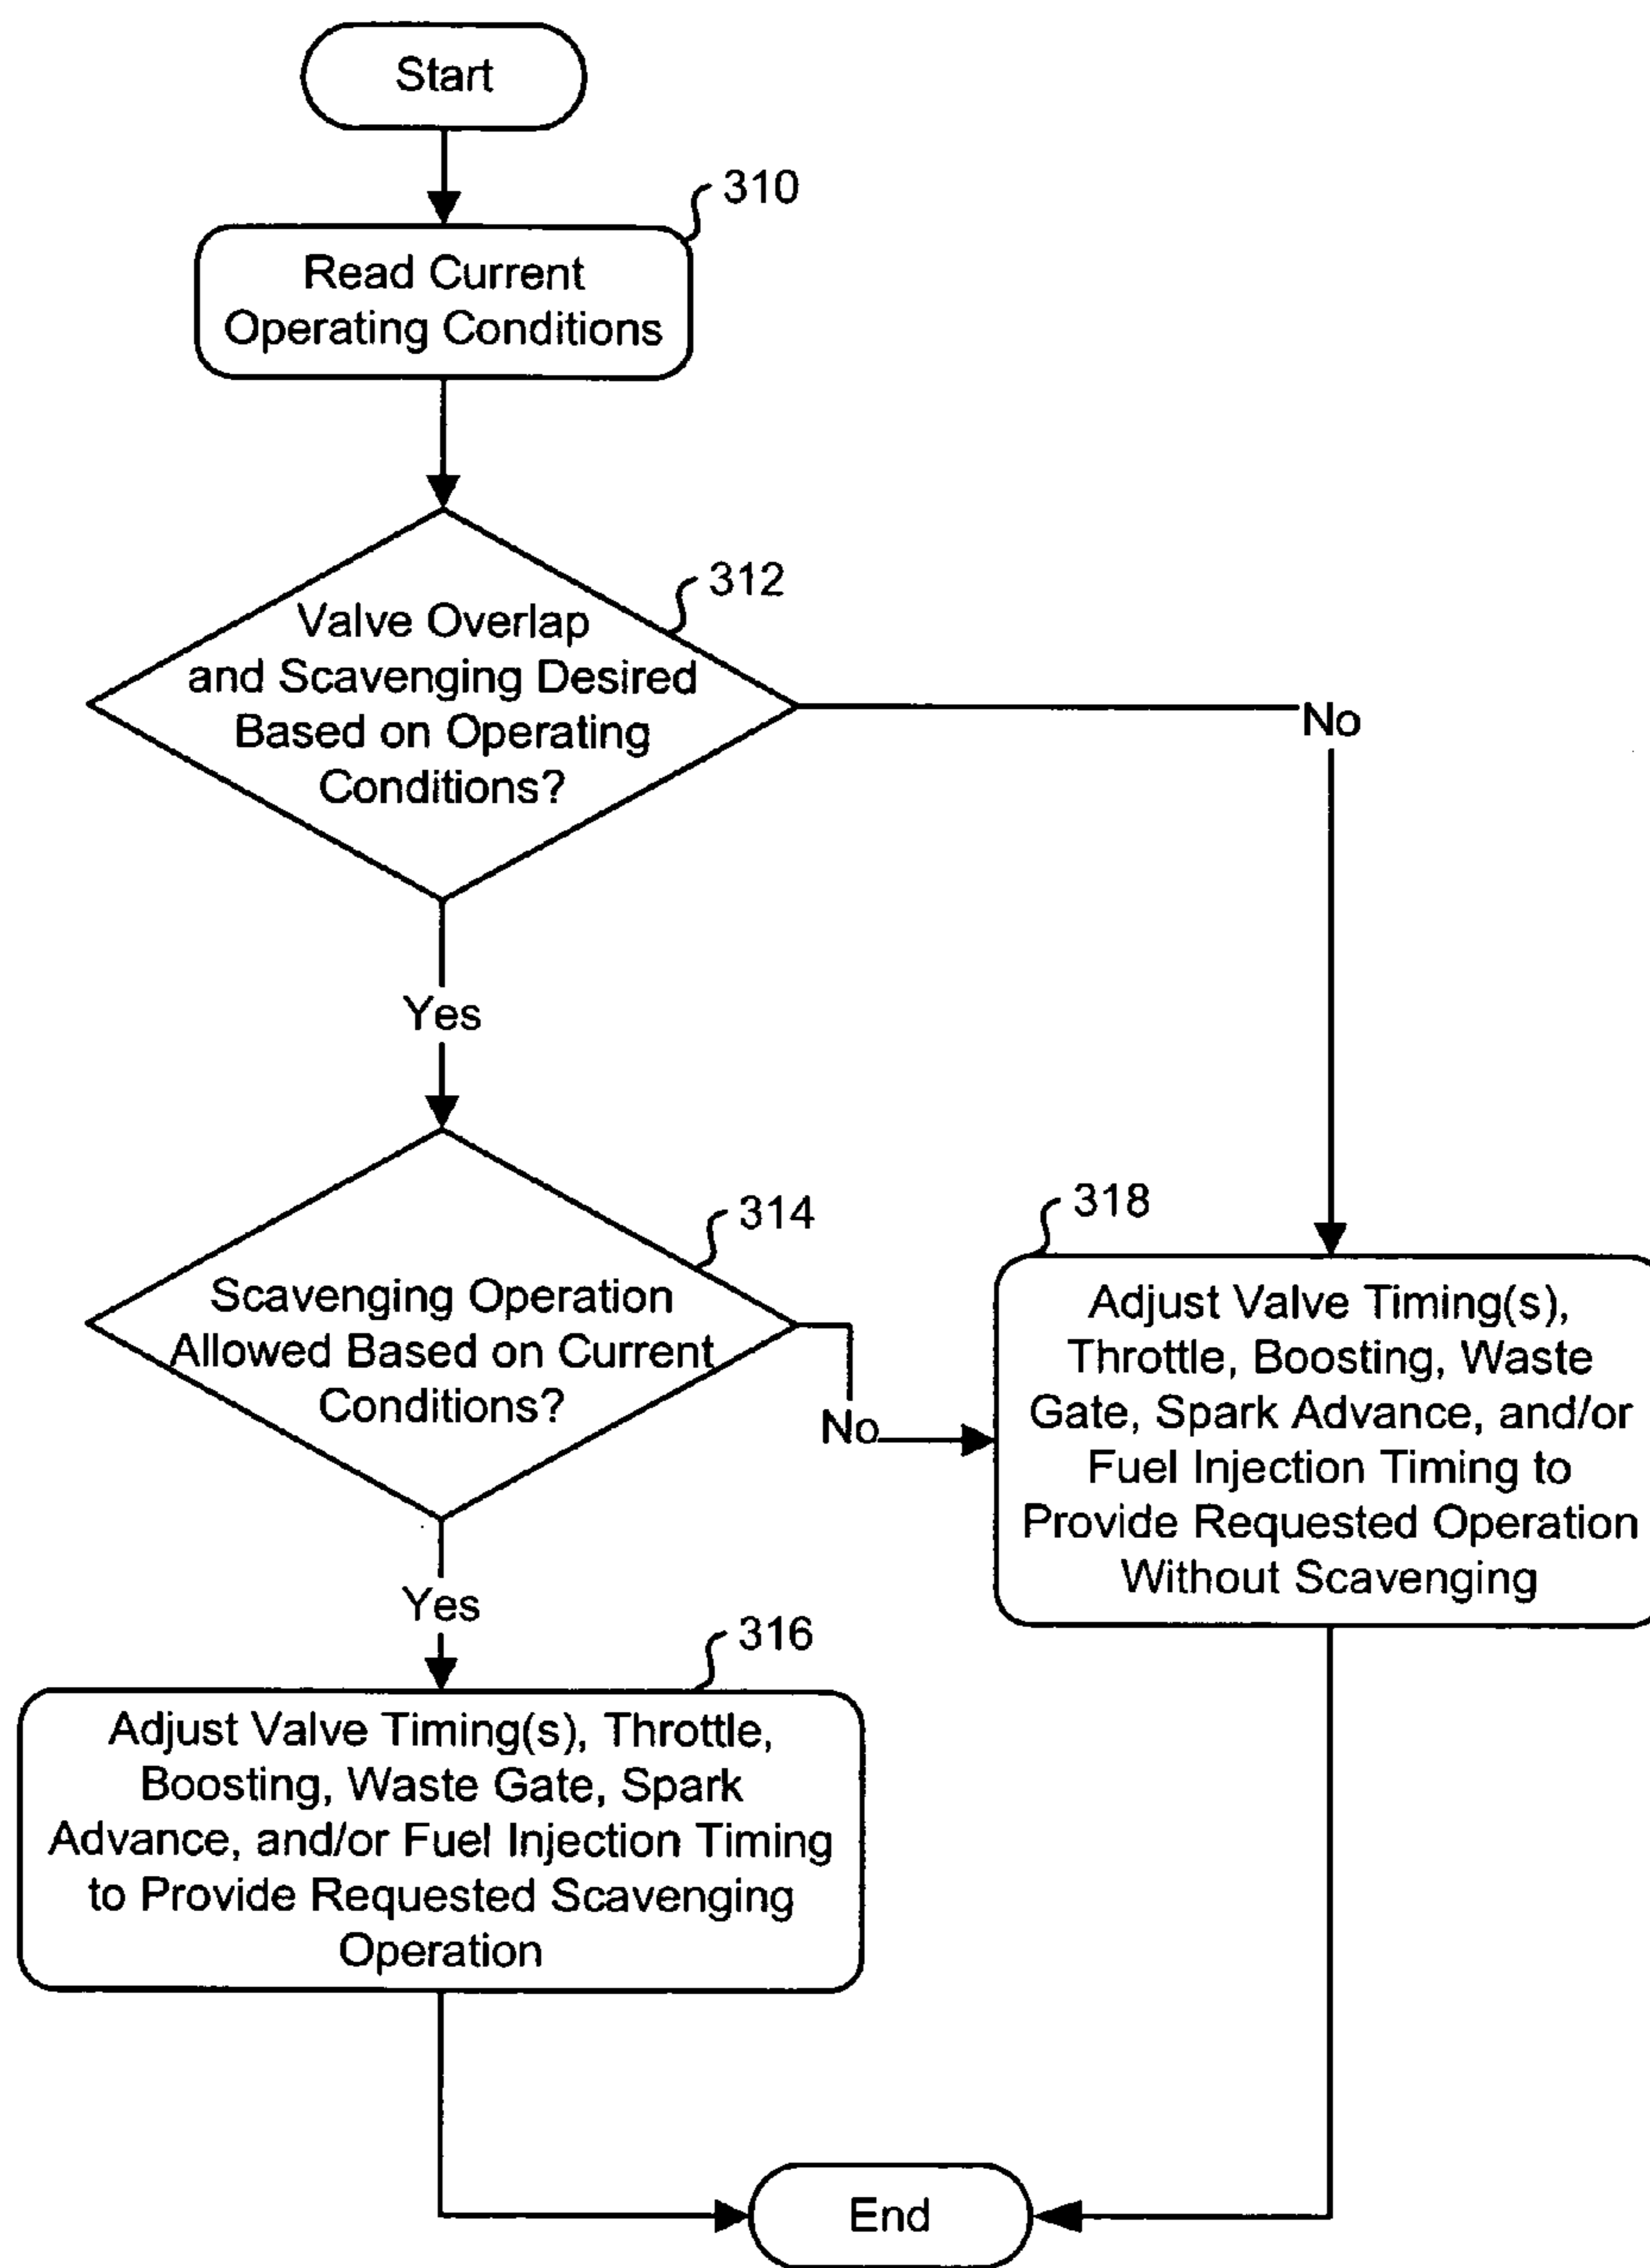 Start
310
Read Current
Operating Conditions
312
Valve Overlap
and Scavenging Desired
Based on Operating
Conditions?
No
Yes
314
Scavenging Operation
Allowed Based on Current
Conditions?
No
318
Adjust Valve Timing(s),
Throttle, Boosting, Waste
Gate, Spark Advance, and/or
Fuel Injection Timing to
Provide Requested Operation
Without Scavenging
Yes
316
Adjust Valve Timing(s), Throttle,
Boosting, Waste Gate, Spark
Advance, and/or Fuel Injection Timing
to Provide Requested Scavenging
Operation
End